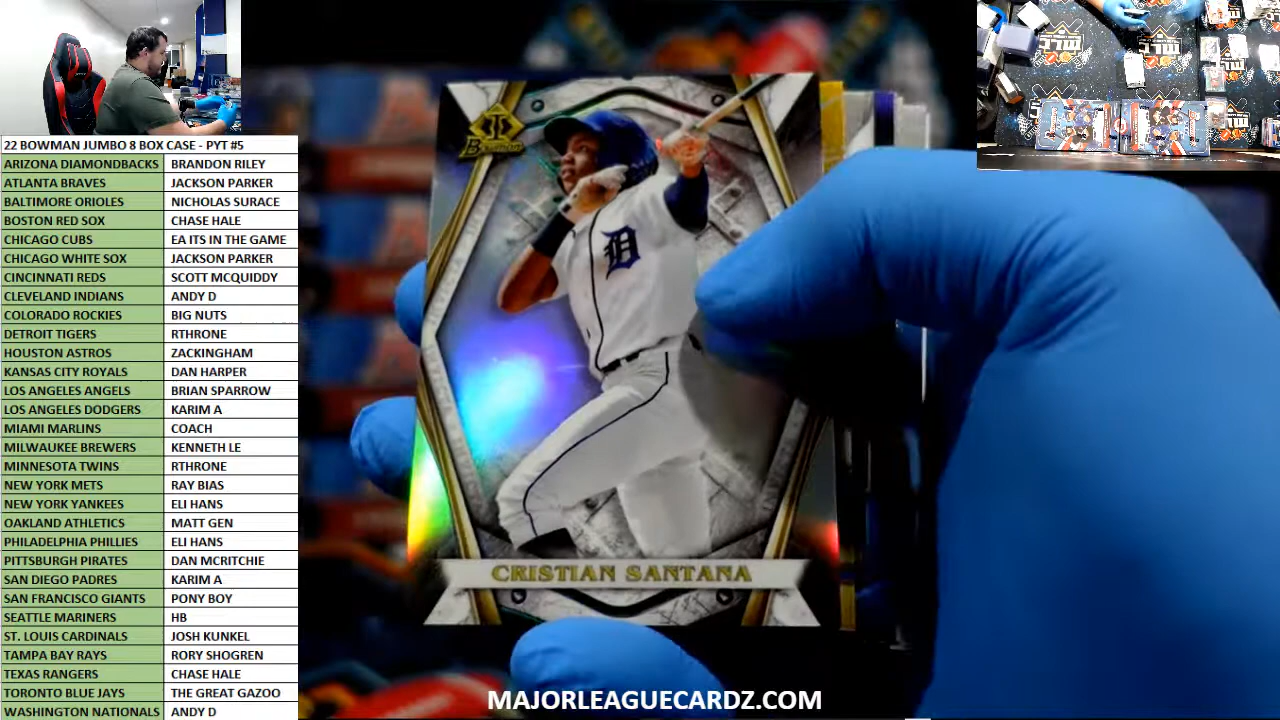 22 BOWMAN JUMBO 8 BOX CASE - PYT #5
ARIZONA DIAMONDBACKS BRANDON RILEY
ATLANTA BRAVES JACKSON PARKER
BALTIMORE ORIOLES NICHOLAS SURACE
BOSTON RED SOX CHASE HALE
CHICAGO CUBS EA ITS IN THE GAME
CHICAGO WHITE SOX JACKSON PARKER
CINCINNATI REDS SCOTT MCQUIDDY
CLEVELAND INDIANS ANDY D
COLORADO ROCKIES BIG NUTS
DETROIT TIGERS RTHRONE
HOUSTON ASTROS ZACKINGHAM
KANSAS CITY ROYALS DAN HARPER
LOS ANGELES ANGELS BRIAN SPARROW
LOS ANGELES DODGERS KARIM A
MIAMI MARLINS COACH
MILWAUKEE BREWERS KENNETH LE
MINNESOTA TWINS RTHRONE
NEW YORK METS RAY BIAS
NEW YORK YANKEES ELI HANS
OAKLAND ATHLETICS MATT GEN
PHILADELPHIA PHILLIES ELI HANS
PITTSBURGH PIRATES DAN MCRITCHIE
SAN DIEGO PADRES KARIM A
SAN FRANCISCO GIANTS PONY BOY
SEATTLE MARINERS HB
ST. LOUIS CARDINALS JOSH KUNKEL
TAMPA BAY RAYS RORY SHOGREN
TEXAS RANGERS CHASE HALE
TORONTO BLUE JAYS THE GREAT GAZOO
WASHINGTON NATIONALS ANDY D
Bowman
D
CRISTIAN SANTANA
MAJORLEAGUECARDZ.COM